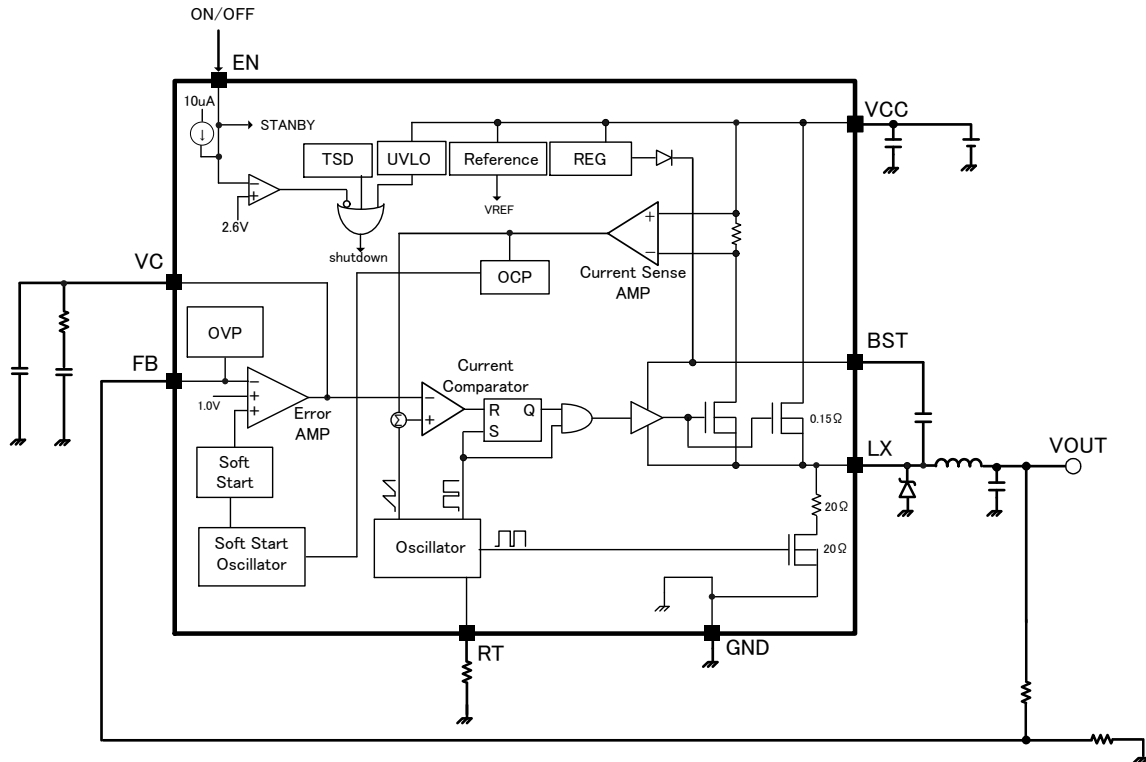 ON/OFF
EN
10uA
STANBY
VCC
TSD
UVLO
Reference
REG
2.6V
VREF
shutdown
+
−
Current Sense
AMP
OCP
VC
OVP
FB
1.0V
−
+
+
Error
AMP
Current
Comparator
−
+
Σ
R
Q
S
BST
0.15Ω
LX
VOUT
Soft
Start
Soft Start
Oscillator
Oscillator
20Ω
20Ω
RT
GND
−
+